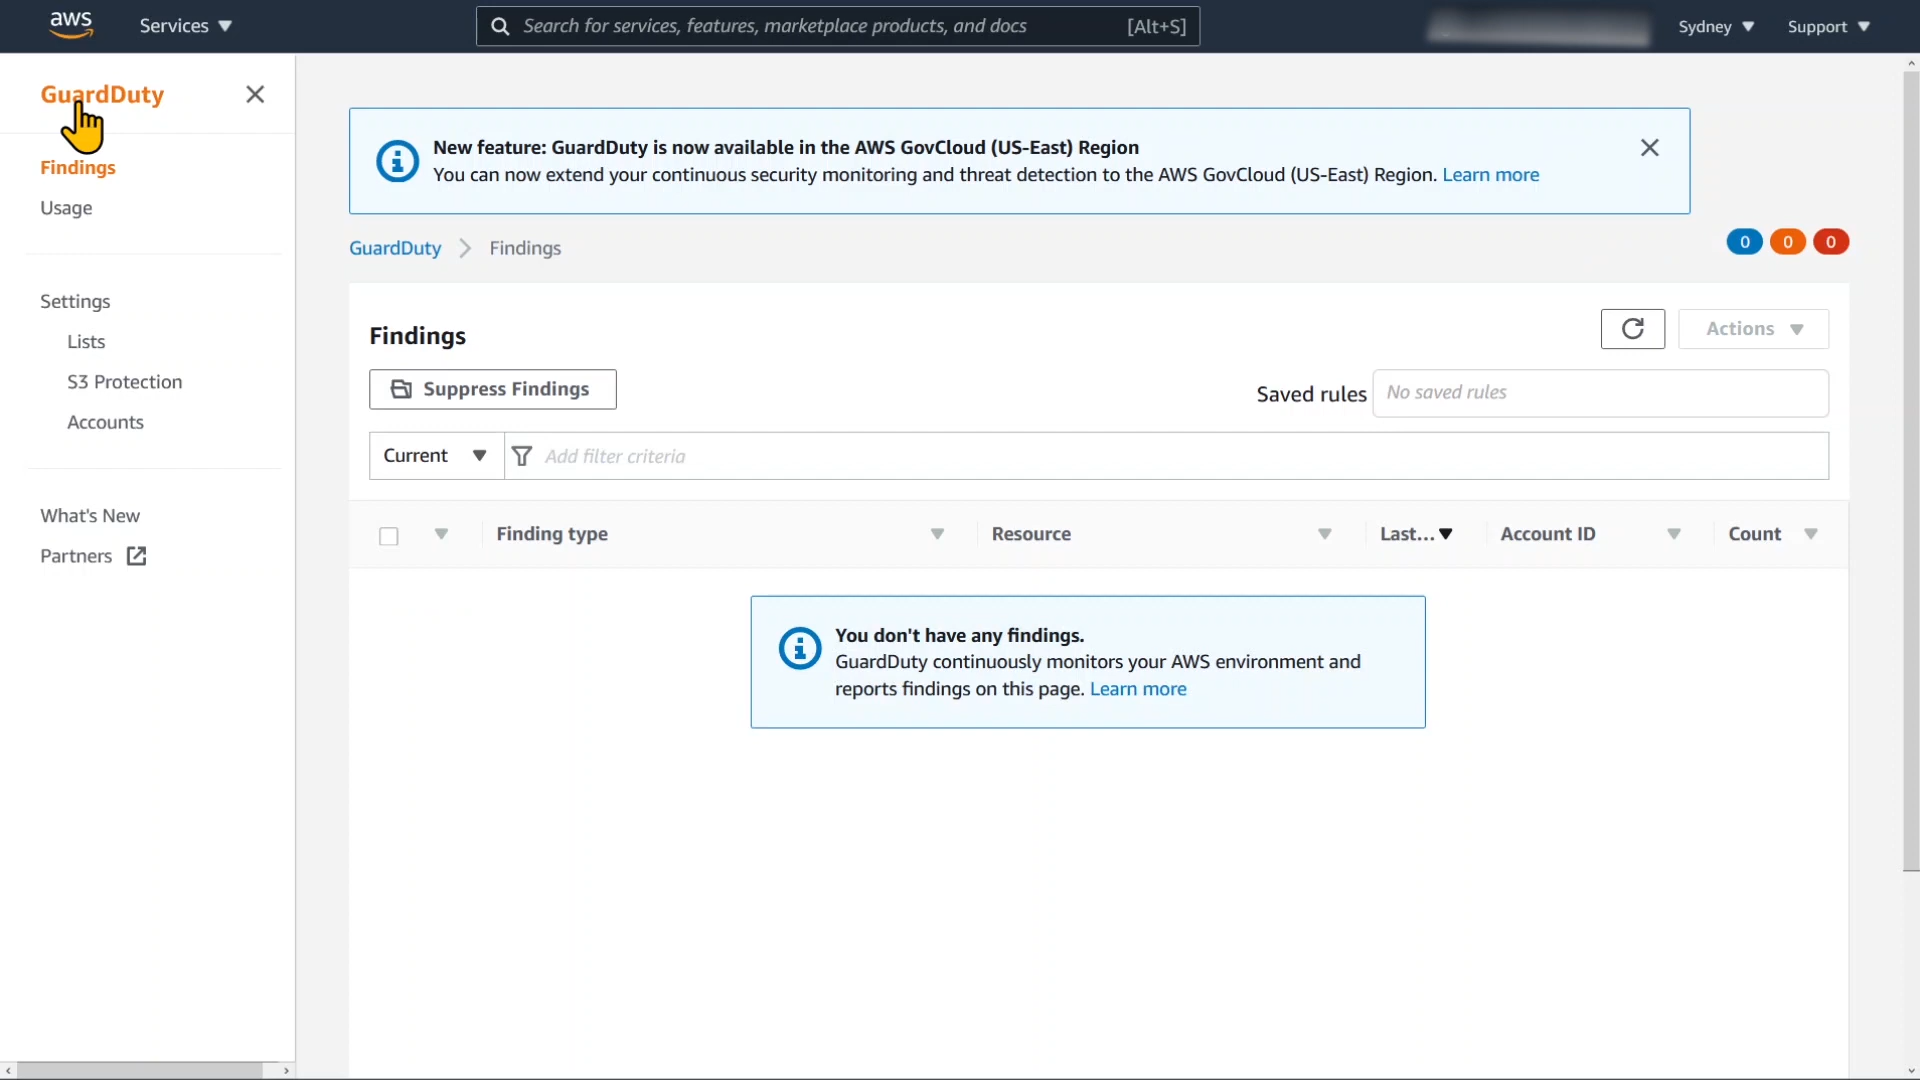 aws
Services
Search for services, features, marketplace products, and docs
[Alt+S]
Sydney
Support
GuardDuty
Findings
Usage
Settings
Lists
S3 Protection
Accounts
What's New
Partners
New feature: GuardDuty is now available in the AWS GovCloud (US-East) Region
You can now extend your continuous security monitoring and threat detection to the AWS GovCloud (US-East) Region. Learn more
GuardDuty
Findings
0
0
0
Findings
Actions
Suppress Findings
Saved rules
No saved rules
Current
Add filter criteria
Finding type
Resource
Last...
Account ID
Count
You don't have any findings.
GuardDuty continuously monitors your AWS environment and
reports findings on this page. Learn more